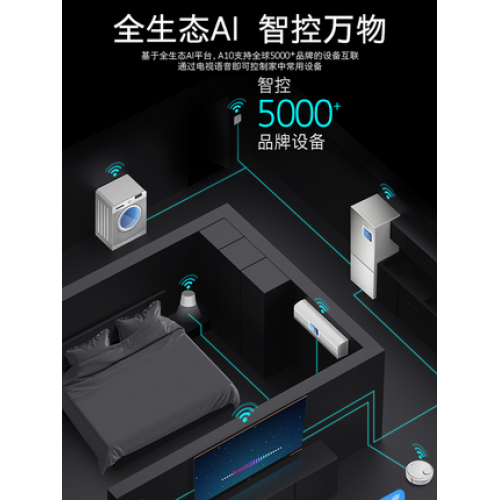 全生态AI 智控万物
基于全生态AI平台，A10支持全球5000+品牌的设备互联
通过电视语音即可控制家中常用设备
智控
5000+
品牌设备